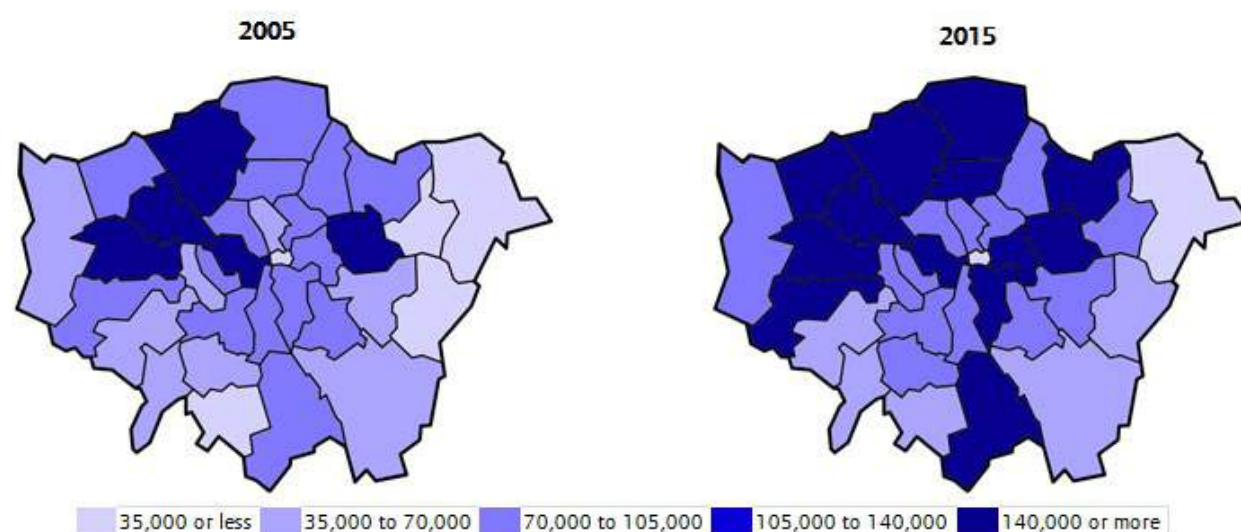 2005
2015
35,000 or less
35,000 to 70,000
70,000 to 105,000
105,000 to 140,000
140,000 or more